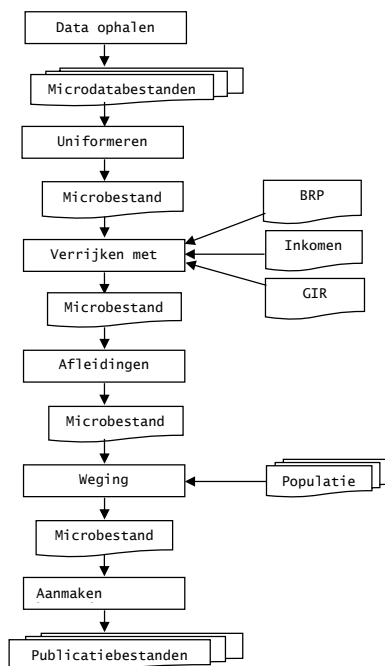 Data ophalen
Microdatabestanden
Uniformeren
Microbestand
BRP
Verrijken met
Inkomen
GIR
Microbestand
Afleidingen
Microbestand
Weging
Populatie
Microbestand
Aanmaken
Publicatiebestanden